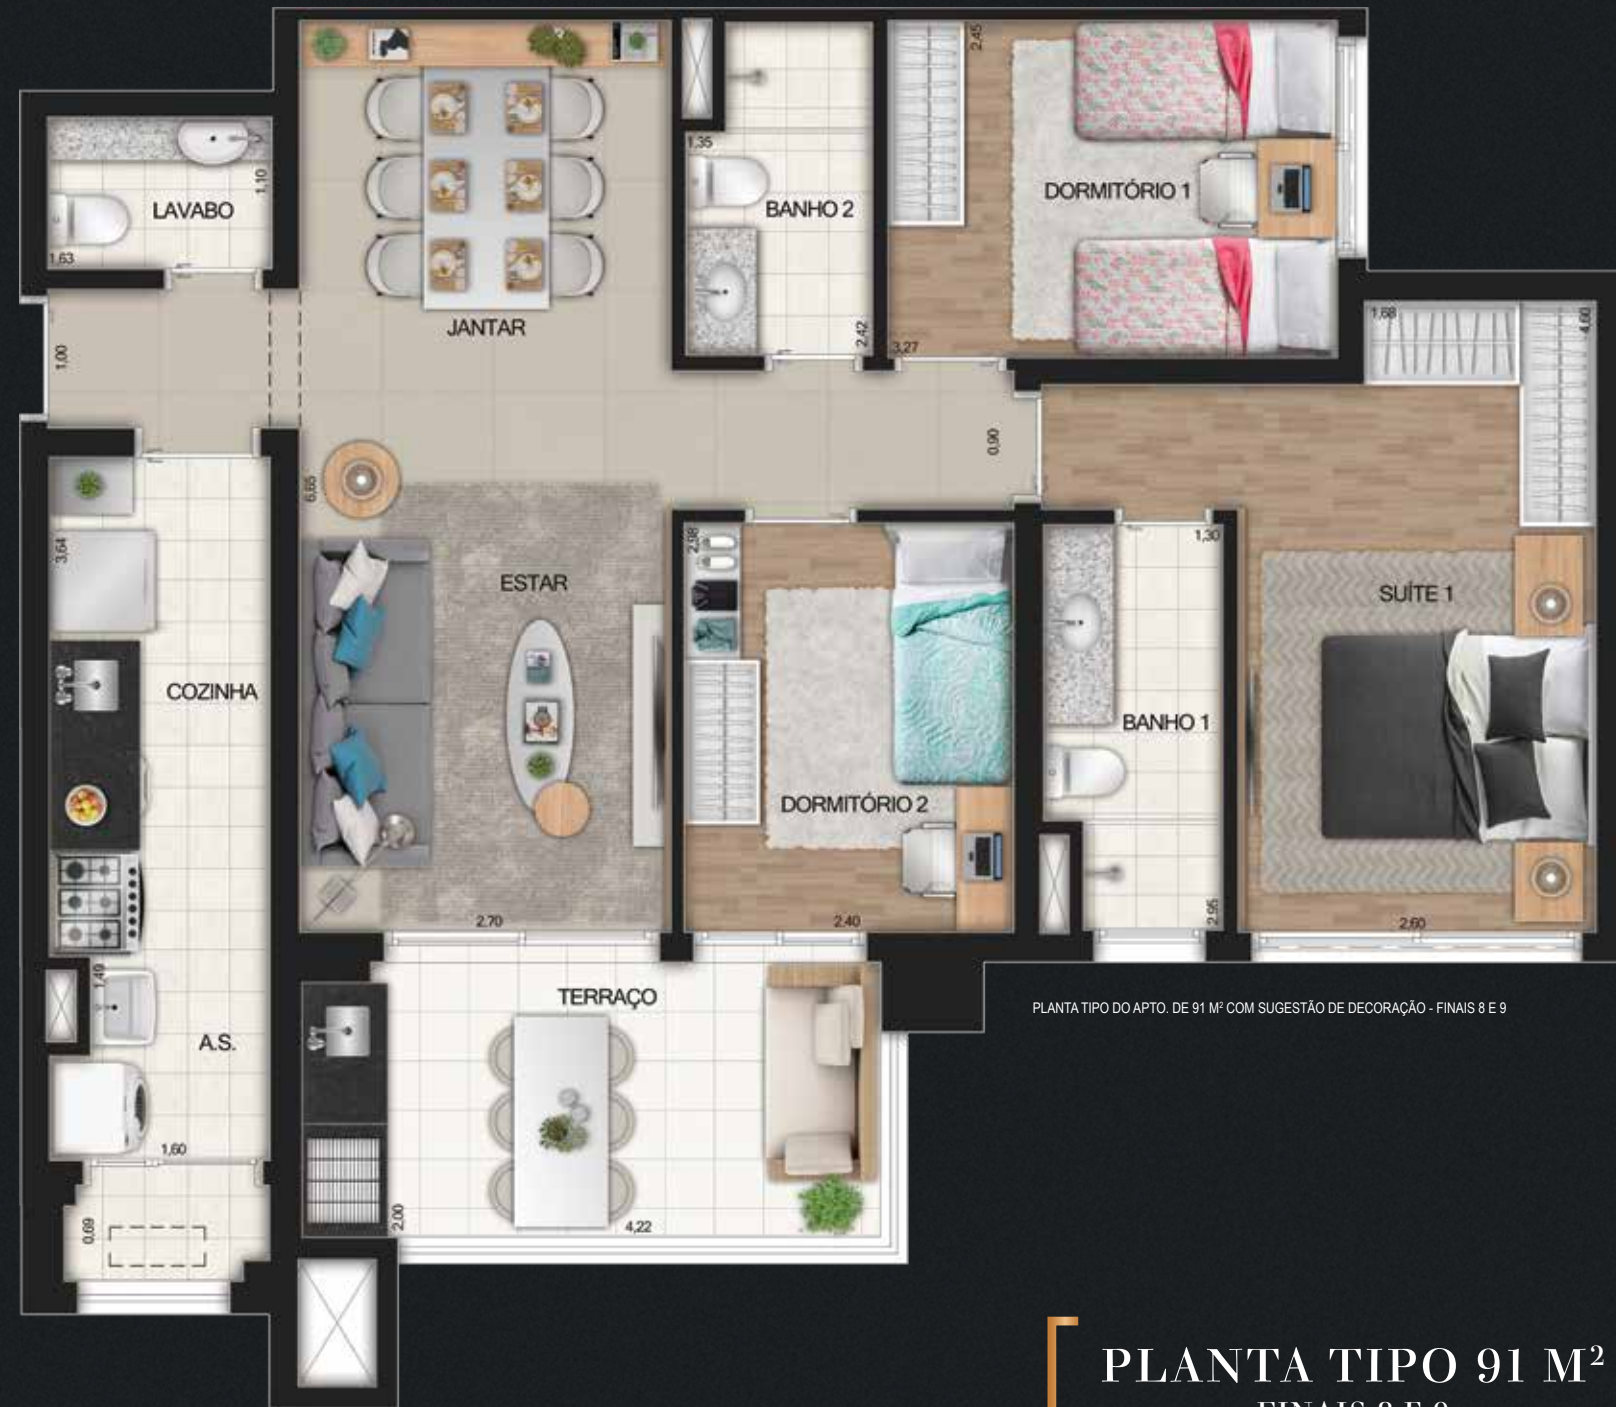 2,45
1,35
1,10
LAVABO
BANHO 2
DORMITÓRIO 1
1,63
JANTAR
2,42
3,27
1,68
4,60
1,00
0,90
6,65
3,64
2,98
1,30
ESTAR
SUÍTE 1
COZINHA
BANHO 1
DORMITÓRIO 2
2,70
2,40
2,95
2,60
1,49
TERRAÇO
PLANTA TIPO DO APTO. DE 91 M² COM SUGESTÃO DE DECORAÇÃO - FINAIS 8 E 9
A.S.
1,60
0,69
2,00
4,22
PLANTA TIPO 91 M²
FINAIS 8 E 9